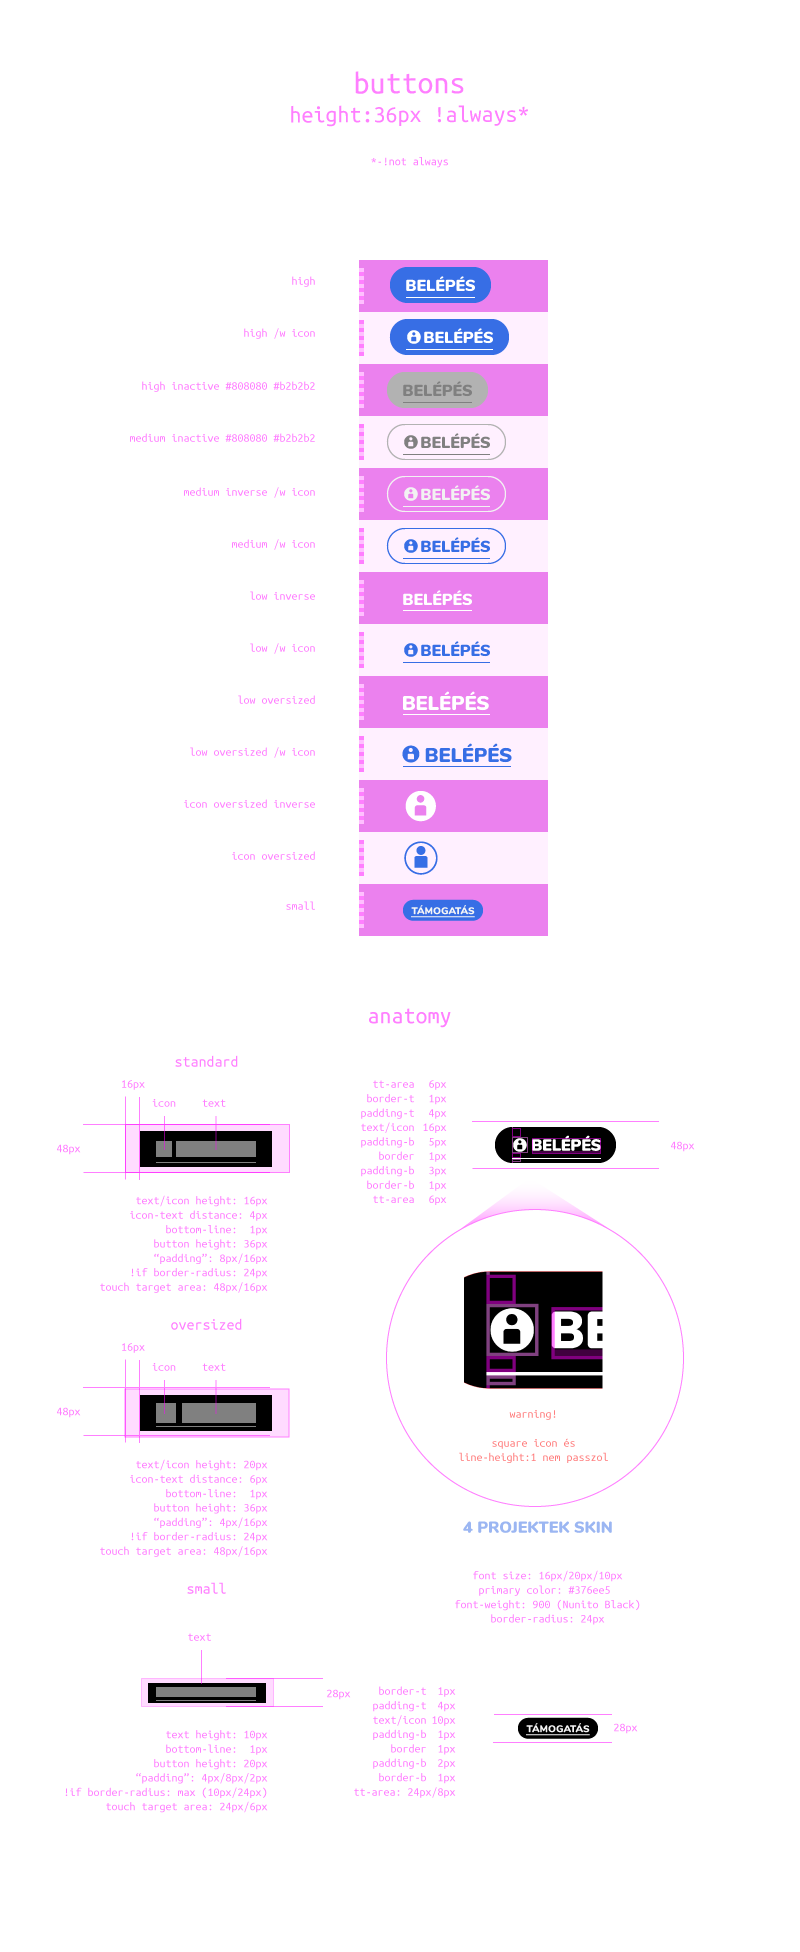 buttons
height:36px !always*
*-!not always
high
BELÉPÉS
high /w icon
BELÉPÉS
high inactive #808080 #b2b2b2
BELÉPÉS
medium inactive #808080 #b2b2b2
BELÉPÉS
medium inverse /w icon
BELÉPÉS
medium /w icon
BELÉPÉS
low inverse
BELÉPÉS
low /w icon
BELÉPÉS
low oversized
BELÉPÉS
low oversized /w icon
BELÉPÉS
icon oversized inverse
icon oversized
small
TÁMOGATÁS
anatomy
standard
16px
icon text
48px
text/icon height: 16px
icon-text distance: 4px
bottom-line: 1px
button height: 36px
“padding”: 8px/16px
!if border-radius: 24px
touch target area: 48px/16px
tt-area 6px
border-t 1px
padding-t 4px
text/icon 16px
padding-b 5px
border 1px
padding-b 3px
border-b 1px
tt-area 6px
BELÉPÉS
48px
BE
warning!
square icon és
line-height:1 nem passzol
oversized
16px
icon text
48px
text/icon height: 20px
icon-text distance: 6px
bottom-line: 1px
button height: 36px
“padding”: 4px/16px
!if border-radius: 24px
touch target area: 48px/16px
4 PROJEKTEK SKIN
font size: 16px/20px/10px
primary color: #376ee5
font-weight: 900 (Nunito Black)
border-radius: 24px
small
text
28px
text height: 10px
bottom-line: 1px
button height: 20px
“padding”: 4px/8px/2px
!if border-radius: max (10px/24px)
touch target area: 24px/6px
border-t 1px
padding-t 4px
text/icon 10px
padding-b 1px
border 1px
padding-b 2px
border-b 1px
tt-area: 24px/8px
TÁMOGATÁS
28px